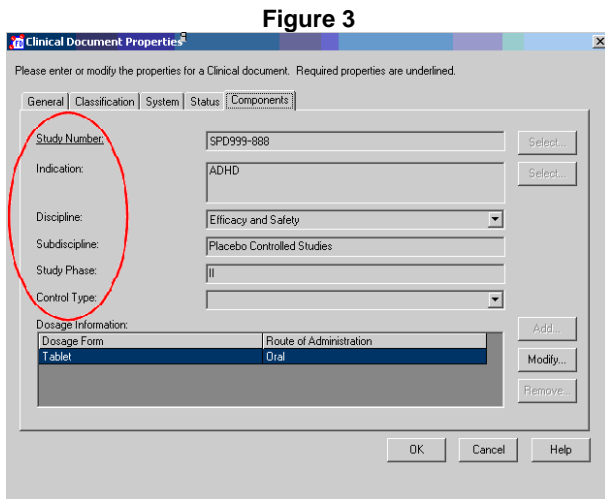 Figure 3
Clinical Document Properties
Please enter or modify the properties for a Clinical document. Required properties are underlined.
General Classification System Status Components
Study Number: SPD999-888 Select...
Indication: ADHD Select...
Discipline: Efficacy and Safety
Subdiscipline: Placebo Controlled Studies
Study Phase: II
Control Type:
Dosage Information:
Add...
Dosage Form Route of Administration
Tablet Oral
Modify...
Remove...
OK Cancel Help